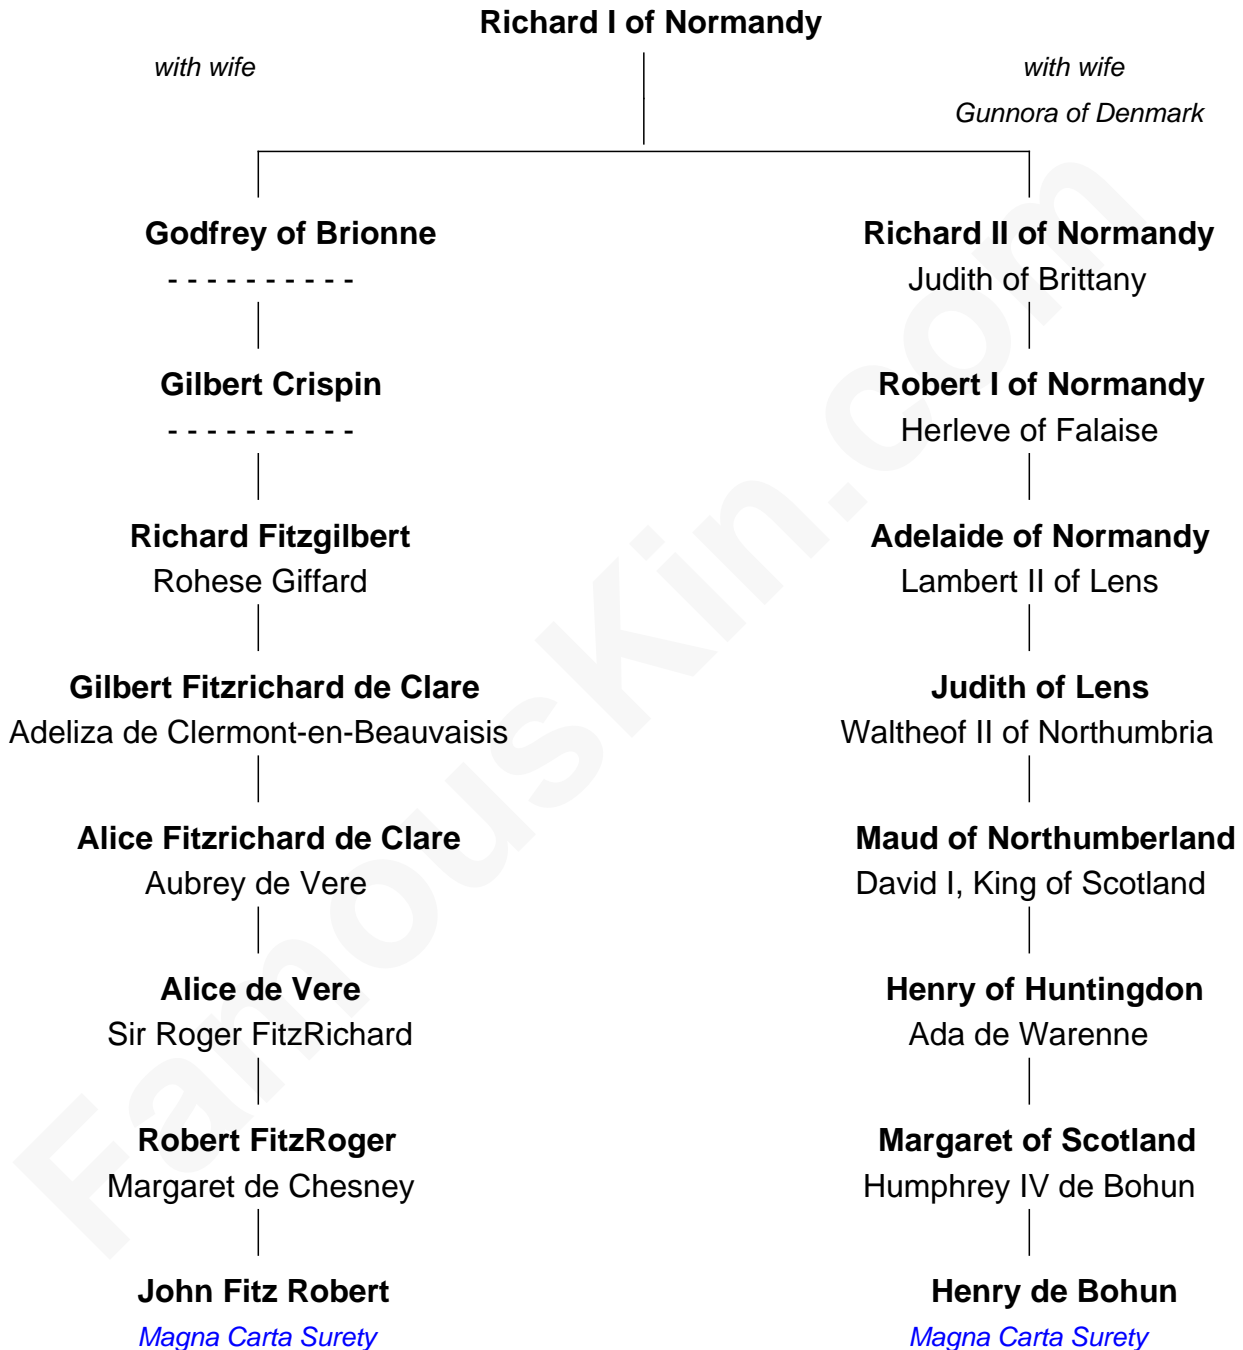 Richard I of Normandy
with wife
with wife
Gunnora of Denmark
Godfrey of Brionne
- - - - - - - - - -
Richard II of Normandy
Judith of Brittany
Gilbert Crispin
- - - - - - - - - -
Robert I of Normandy
Herleve of Falaise
Richard Fitzgilbert
Rohese Giffard
Adelaide of Normandy
Lambert II of Lens
Gilbert Fitzrichard de Clare
Adeliza de Clermont-en-Beauvaisis
Judith of Lens
Waltheof II of Northumbria
Alice Fitzrichard de Clare
Aubrey de Vere
Maud of Northumberland
David I, King of Scotland
Alice de Vere
Sir Roger FitzRichard
Henry of Huntingdon
Ada de Warenne
Robert FitzRoger
Margaret de Chesney
Margaret of Scotland
Humphrey IV de Bohun
John Fitz Robert
Magna Carta Surety
Henry de Bohun
Magna Carta Surety
FamousKin.com